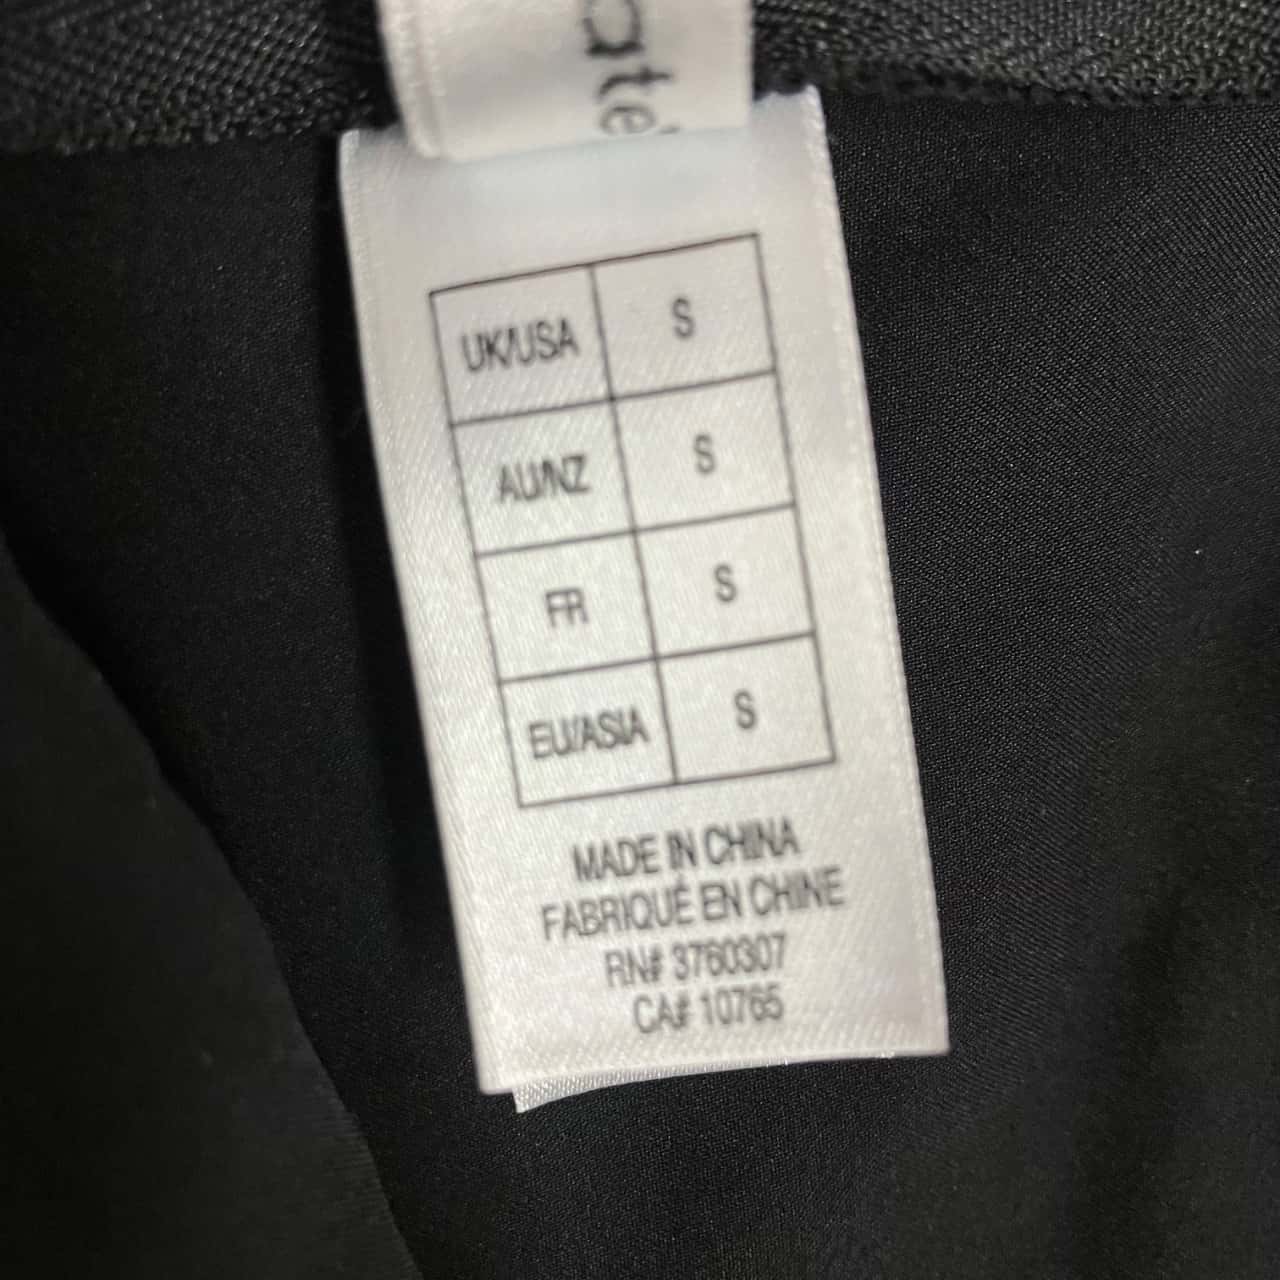 UK/USA S
AU/NZ S
FR S
EU/ASIA S
MADE IN CHINA
FABRIQUÉ EN CHINE
RN# 3760307
CA# 10765